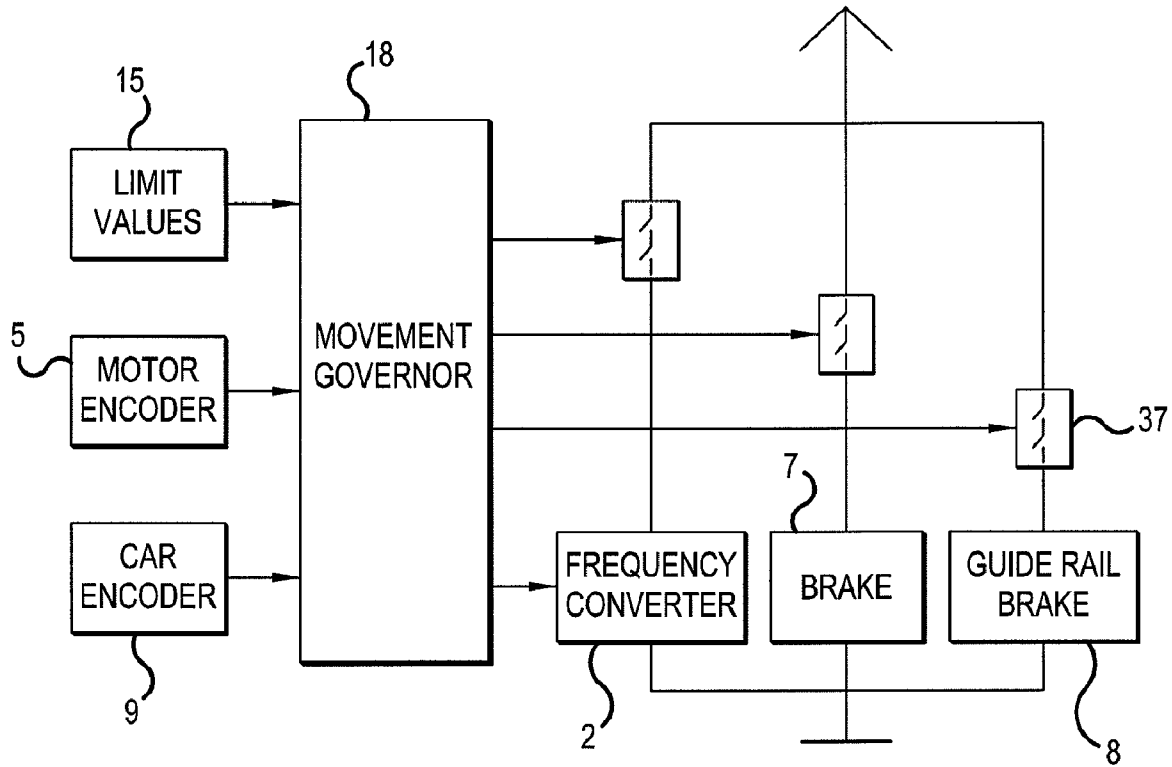 15
LIMIT
VALUES
18
MOVEMENT
GOVERNOR
5
MOTOR
ENCODER
37
CAR
ENCODER
9
7
FREQUENCY
CONVERTER
BRAKE
GUIDE RAIL
BRAKE
2
8